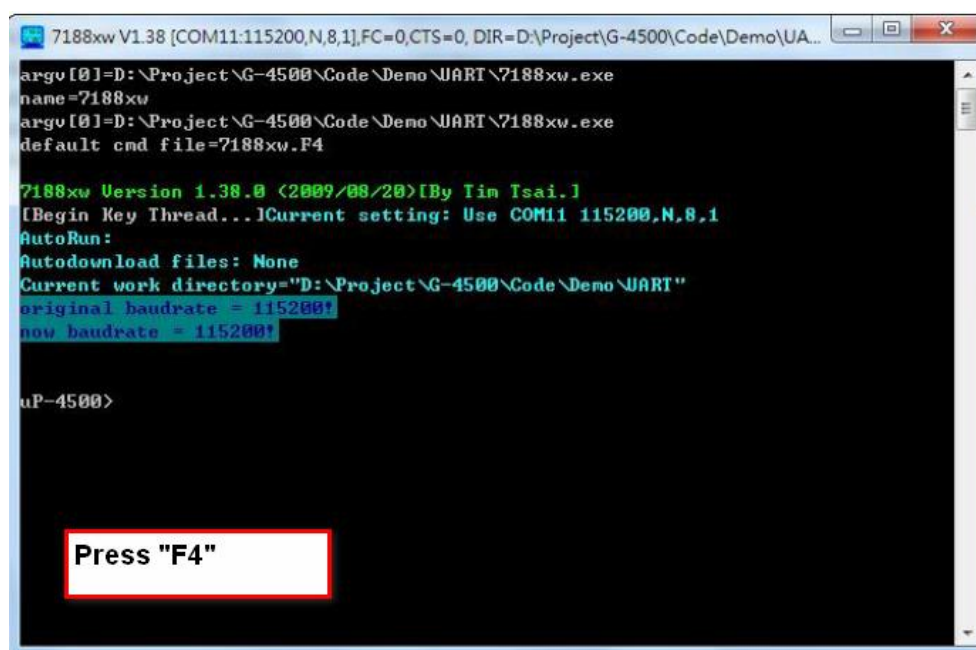 7188xw V1.38 [COM11:115200,N,8,1],FC=0,CTS=0, DIR=D:\Project\G-4500\Code\Demo\UA...
argv[0]=D:\Project\G-4500\Code\Demo\UART\7188xw.exe
name=7188xw
argv[0]=D:\Project\G-4500\Code\Demo\UART\7188xw.exe
default cmd file=7188xw.F4
7188xw Version 1.38.0 <2009/08/20>[By Tim Tsai.]
[Begin Key Thread...]Current setting: Use COM11 115200,N,8,1
AutoRun:
Autodownload files: None
Current work directory="D:\Project\G-4500\Code\Demo\UART"
original baudrate = 115200!
now baudrate = 115200!
uP-4500>
Press "F4"